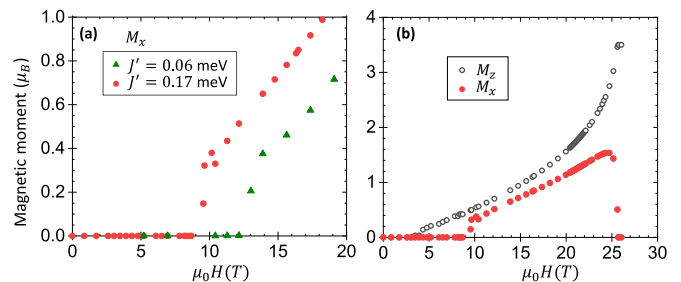 (a)
M_x
J′ = 0.06 meV
J′ = 0.17 meV
Magnetic moment (μ_B)
1.0
0.8
0.6
0.4
0.2
0.0
0 5 10 15 20
μ₀H(T)
(b)
M_z
M_x
4
3
2
1
0
0 5 10 15 20 25 30
μ₀H(T)